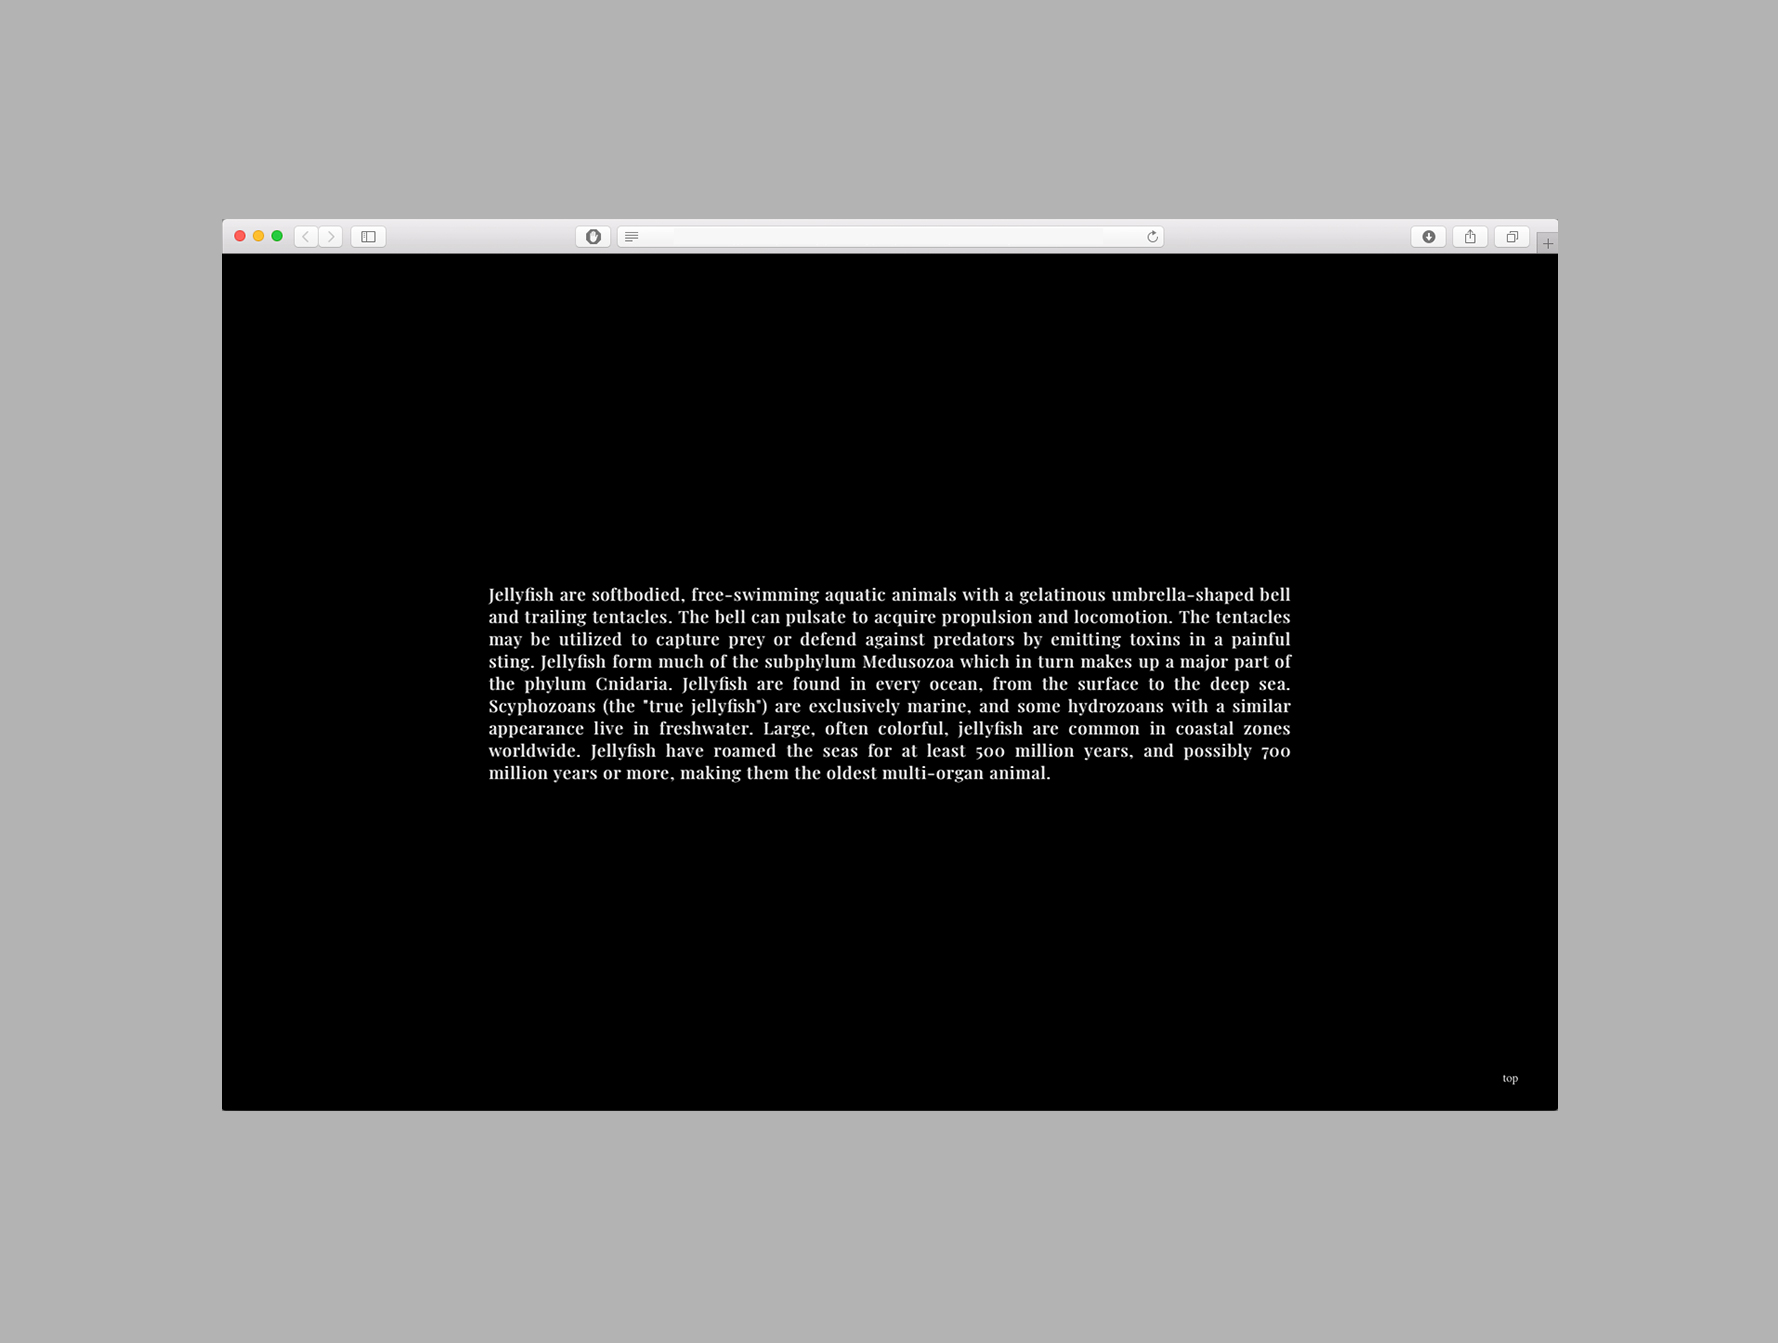 Jellyfish are softbodied, free-swimming aquatic animals with a gelatinous umbrella-shaped bell
and trailing tentacles. The bell can pulsate to acquire propulsion and locomotion. The tentacles
may be utilized to capture prey or defend against predators by emitting toxins in a painful
sting. Jellyfish form much of the subphylum Medusozoa which in turn makes up a major part of
the phylum Cnidaria. Jellyfish are found in every ocean, from the surface to the deep sea.
Scyphozoans (the "true jellyfish") are exclusively marine, and some hydrozoans with a similar
appearance live in freshwater. Large, often colorful, jellyfish are common in coastal zones
worldwide. Jellyfish have roamed the seas for at least 500 million years, and possibly 700
million years or more, making them the oldest multi-organ animal.
top